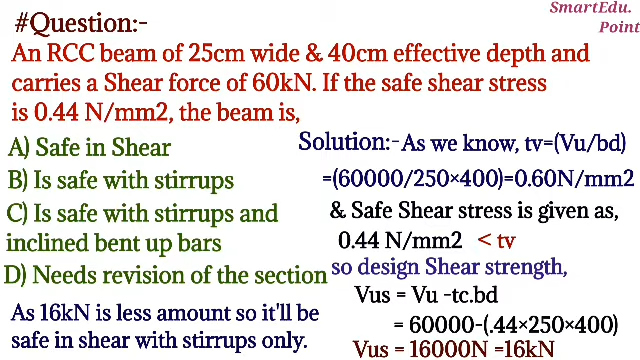 SmartEdu.
Point
#Question:-
An RCC beam of 25cm wide & 40cm effective depth and
carries a Shear force of 60kN. If the safe shear stress
is 0.44 N/mm2, the beam is,
A) Safe in Shear
B) Is safe with stirrups
C) Is safe with stirrups and
inclined bent up bars
D) Needs revision of the section
As 16kN is less amount so it'll be
safe in shear with stirrups only.
Solution:- As we know, tv=(Vu/bd)
=(60000/250×400)=0.60N/mm2
& Safe Shear stress is given as,
0.44 N/mm2 < tv
so design Shear strength,
Vus = Vu -tc.bd
= 60000-(.44×250×400)
Vus = 16000N =16kN